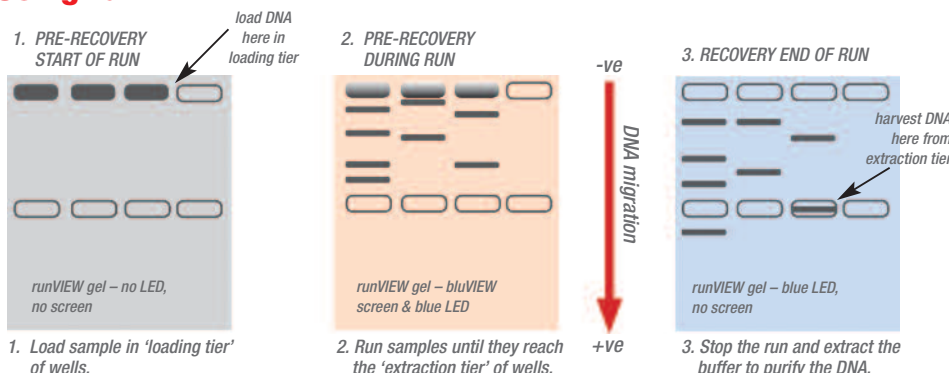 load DNA
here in
loading tier
1. PRE-RECOVERY
START OF RUN
2. PRE-RECOVERY
DURING RUN
3. RECOVERY END OF RUN
-ve
DNA migration
+ve
harvest DNA
here from
extraction tier
runVIEW gel – no LED,
no screen
runVIEW gel – bluVIEW
screen & blue LED
runVIEW gel – blue LED,
no screen
1. Load sample in ‘loading tier’
of wells.
2. Run samples until they reach
the ‘extraction tier’ of wells.
3. Stop the run and extract the
buffer to purify the DNA.